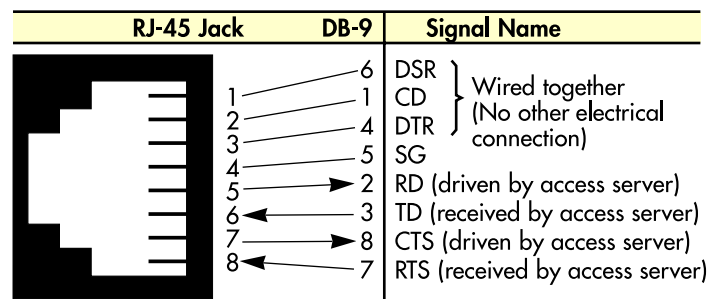 RJ-45 Jack DB-9 Signal Name
1 6 DSR
2 1 CD
3 4 DTR
Wired together
(No other electrical
connection)
4 5 SG
5 2 RD (driven by access server)
6 3 TD (received by access server)
7 8 CTS (driven by access server)
8 7 RTS (received by access server)